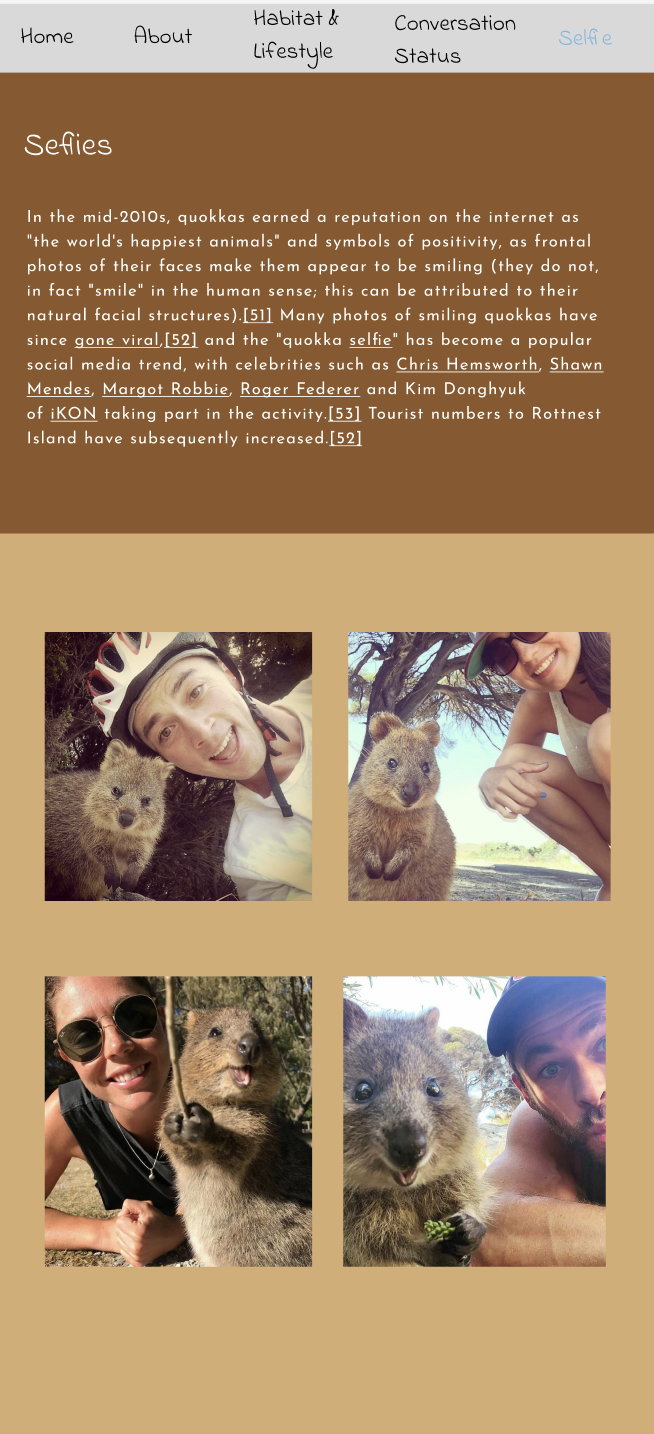 Home
About
Habitat &
Lifestyle
Conversation
Status
Selfie
Sefies
In the mid-2010s, quokkas earned a reputation on the internet as
"the world's happiest animals" and symbols of positivity, as frontal
photos of their faces make them appear to be smiling (they do not,
in fact "smile" in the human sense; this can be attributed to their
natural facial structures).[51] Many photos of smiling quokkas have
since gone viral,[52] and the "quokka selfie" has become a popular
social media trend, with celebrities such as Chris Hemsworth, Shawn
Mendes, Margot Robbie, Roger Federer and Kim Donghyuk
of iKON taking part in the activity.[53] Tourist numbers to Rottnest
Island have subsequently increased.[52]